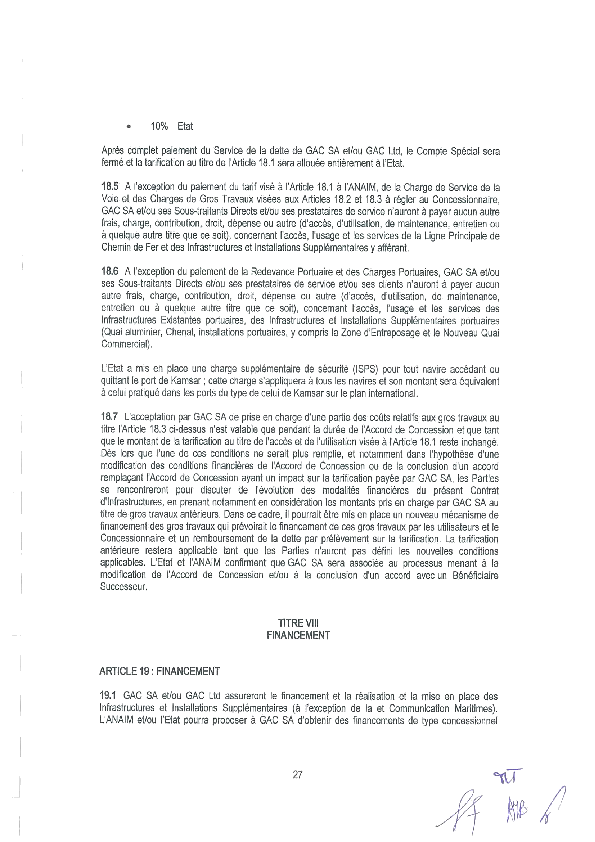 • 10% Etat
Après complet paiement du Service de la dette de GAC SA et/ou GAC Ltd, le Compte Spécial sera
fermé et la tarification au titre de l'Article 18.1 sera allouée entièrement à l'Etat.
18.5 A l'exception du paiement du tarif visé à l'Article 18.1 à l'ANAIM, de la Charge de Service de la
Voie et des Charges de Gros Travaux visées aux Articles 18.2 et 18.3 à régler au Concessionnaire,
GAC SA et/ou ses Sous-traitants Directs et/ou ses prestataires de service n'auront à payer aucun autre
frais, charge, contribution, droit, dépense ou autre (d'accès, d'utilisation, de maintenance, entretien ou
à quelque autre titre que ce soit), concernant l'accès, l'usage et les services de la Ligne Principale de
Chemin de Fer et des Infrastructures et Installations Supplémentaires y afférant.
18.6 A l'exception du paiement de la Redevance Portuaire et des Charges Portuaires, GAC SA et/ou
ses Sous-traitants Directs et/ou ses prestataires de service et/ou ses clients n'auront à payer aucun
autre frais, charge, contribution, droit, dépense ou autre (d'accès, d'utilisation, de maintenance,
entretien ou à quelque autre titre que ce soit), concernant l'accès, l'usage et les services des
Infrastructures Existantes portuaires, des Infrastructures et Installations Supplémentaires portuaires
(Quai aluminier, Chenal, installations portuaires, y compris la Zone d'Entreposage et le Nouveau Quai
Commercial).
L'Etat a mis en place une charge supplémentaire de sécurité (ISPS) pour tout navire accédant ou
quittant le port de Kamsar ; cette charge s'appliquera à tous les navires et son montant sera équivalent
à celui pratiqué dans les ports du type de celui de Kamsar sur le plan international.
18.7 L'acceptation par GAC SA de prise en charge d'une partie des coûts relatifs aux gros travaux au
titre l'Article 18.3 ci-dessus n'est valable que pendant la durée de l'Accord de Concession et que tant
que le montant de la tarification au titre de l'accès et de l'utilisation visée à l'Article 18.1 reste inchangé.
Dès lors que l'une de ces conditions ne serait plus remplie, et notamment dans l'hypothèse d'une
modification des conditions financières de l'Accord de Concession ou de la conclusion d'un accord
remplaçant l'Accord de Concession ayant un impact sur la tarification payée par GAC SA, les Parties
se rencontreront pour discuter de l'évolution des modalités financières du présent Contrat
d'Infrastructures, en prenant notamment en considération les montants pris en charge par GAC SA au
titre de gros travaux antérieurs. Dans ce cadre, il pourrait être mis en place un nouveau mécanisme de
financement des gros travaux qui prévoirait le financement de ces gros travaux par les utilisateurs et le
Concessionnaire et un remboursement de la dette par prélèvement sur la tarification. La tarification
antérieure restera applicable tant que les Parties n'auront pas défini les nouvelles conditions
applicables. L'Etat et l'ANAIM confirment que GAC SA sera associée au processus menant à la
modification de l'Accord de Concession et/ou à la conclusion d'un accord avec un Bénéficiaire
Successeur.
TITRE VIII
FINANCEMENT
ARTICLE 19 : FINANCEMENT
19.1 GAC SA et/ou GAC Ltd assureront le financement et la réalisation et la mise en place des
Infrastructures et Installations Supplémentaires (à l'exception de la et Communication Maritimes).
L'ANAIM et/ou l'Etat pourra proposer à GAC SA d'obtenir des financements de type concessionnel
27